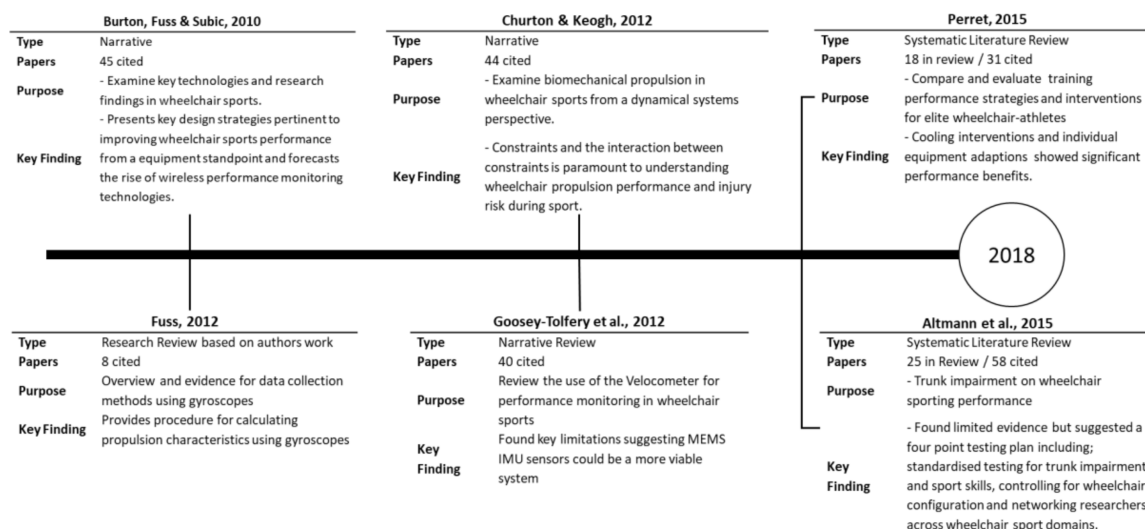 Burton, Fuss & Subic, 2010
Type Narrative
Papers 45 cited
Purpose - Examine key technologies and research
findings in wheelchair sports.
- Presents key design strategies pertinent to
improving wheelchair sports performance
Key Finding from a equipment standpoint and forecasts
the rise of wireless performance monitoring
technologies.
Churton & Keogh, 2012
Type Narrative
Papers 44 cited
- Examine biomechanical propulsion in
Purpose wheelchair sports from a dynamical systems
perspective.
- Constraints and the interaction between
Key Finding constraints is paramount to understanding
wheelchair propulsion performance and injury
risk during sport.
Perret, 2015
Type Systematic Literature Review
Papers 18 in review / 31 cited
- Compare and evaluate training
Purpose performance strategies and interventions
for elite wheelchair-athletes
- Cooling interventions and individual
Key Finding equipment adaptions showed significant
performance benefits.
2018
Fuss, 2012
Type Research Review based on authors work
Papers 8 cited
Purpose Overview and evidence for data collection
methods using gyroscopes
Key Finding Provides procedure for calculating
propulsion characteristics using gyroscopes
Goosey-Tolfery et al., 2012
Type Narrative Review
Papers 40 cited
Review the use of the Velocometer for
Purpose performance monitoring in wheelchair
sports
Key Found key limitations suggesting MEMS
Finding IMU sensors could be a more viable
system
Altmann et al., 2015
Type Systematic Literature Review
Papers 25 in Review / 58 cited
Purpose - Trunk impairment on wheelchair
sporting performance
- Found limited evidence but suggested a
four point testing plan including;
Key standardised testing for trunk impairment
Finding and sport skills, controlling for wheelchair
configuration and networking researchers
across wheelchair sport domains.